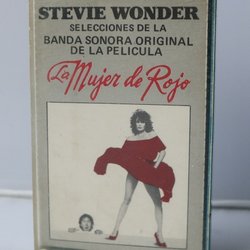 STEVIE WONDER
SELECCIONES DE LA
BANDA SONORA ORIGINAL
DE LA PELICULA
La Mujer de Rojo